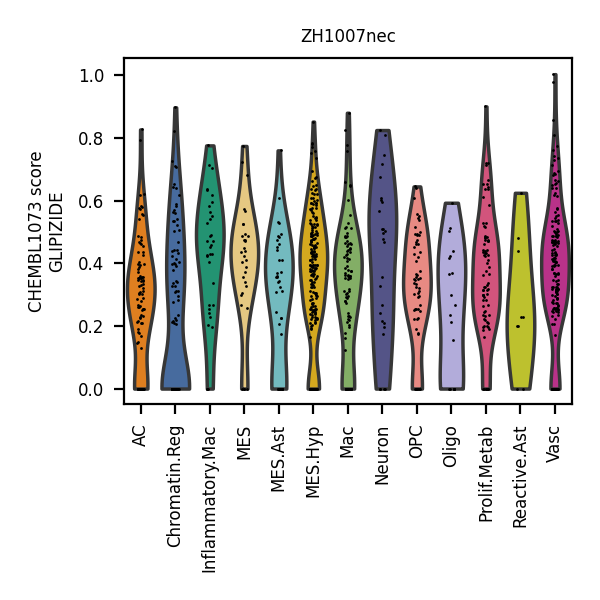 ZH1007nec
CHEMBL1073 score
GLIPIZIDE
1.0
0.8
0.6
0.4
0.2
0.0
AC
Chromatin.Reg
Inflammatory.Mac
MES
MES.Ast
MES.Hyp
Mac
Neuron
OPC
Oligo
Prolif.Metab
Reactive.Ast
Vasc